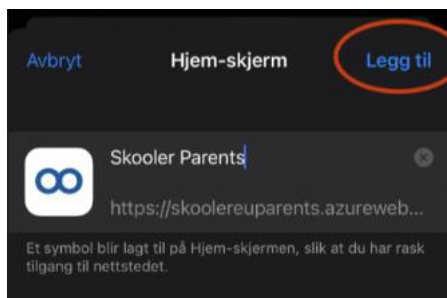 Avbryt Hjem-skjerm Legg til
Skooler Parents
https://skoolereuparents.azureweb...
Et symbol blir lagt til på Hjem-skjermen, slik at du har rask
tilgang til nettstedet.